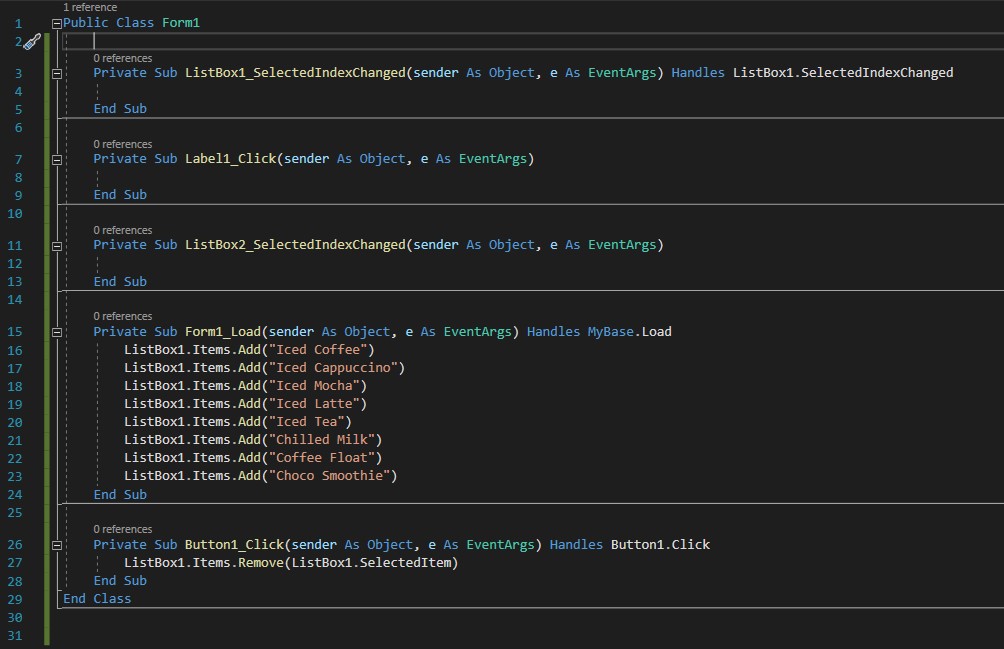 1 reference
1 Public Class Form1
2
0 references
3 Private Sub ListBox1_SelectedIndexChanged(sender As Object, e As EventArgs) Handles ListBox1.SelectedIndexChanged
4
5 End Sub
6
0 references
7 Private Sub Label1_Click(sender As Object, e As EventArgs)
8
9 End Sub
10
0 references
11 Private Sub ListBox2_SelectedIndexChanged(sender As Object, e As EventArgs)
12
13 End Sub
14
0 references
15 Private Sub Form1_Load(sender As Object, e As EventArgs) Handles MyBase.Load
16 ListBox1.Items.Add("Iced Coffee")
17 ListBox1.Items.Add("Iced Cappuccino")
18 ListBox1.Items.Add("Iced Mocha")
19 ListBox1.Items.Add("Iced Latte")
20 ListBox1.Items.Add("Iced Tea")
21 ListBox1.Items.Add("Chilled Milk")
22 ListBox1.Items.Add("Coffee Float")
23 ListBox1.Items.Add("Choco Smoothie")
24 End Sub
25
0 references
26 Private Sub Button1_Click(sender As Object, e As EventArgs) Handles Button1.Click
27 ListBox1.Items.Remove(ListBox1.SelectedItem)
28 End Sub
29 End Class
30
31